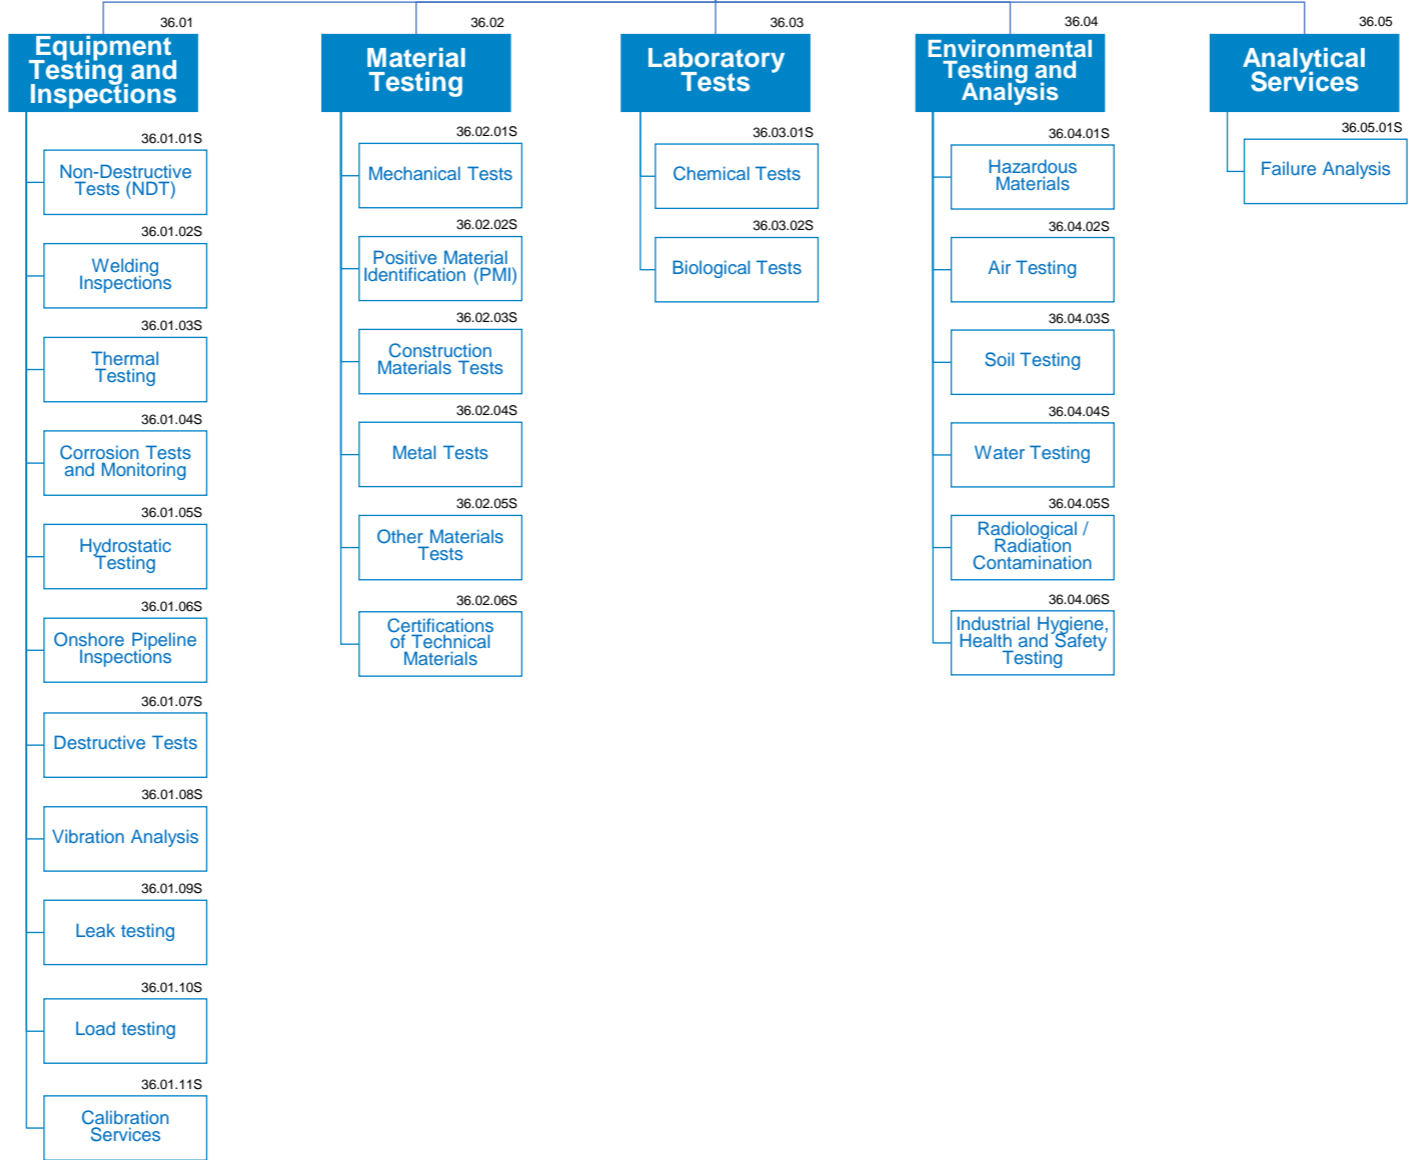 36.01
Equipment
Testing and
Inspections
36.01.01S
Non-Destructive
Tests (NDT)
36.01.02S
Welding
Inspections
36.01.03S
Thermal
Testing
36.01.04S
Corrosion Tests
and Monitoring
36.01.05S
Hydrostatic
Testing
36.01.06S
Onshore Pipeline
Inspections
36.01.07S
Destructive Tests
36.01.08S
Vibration Analysis
36.01.09S
Leak testing
36.01.10S
Load testing
36.01.11S
Calibration
Services
36.02
Material
Testing
36.02.01S
Mechanical Tests
36.02.02S
Positive Material
Identification (PMI)
36.02.03S
Construction
Materials Tests
36.02.04S
Metal Tests
36.02.05S
Other Materials
Tests
36.02.06S
Certifications
of Technical
Materials
36.03
Laboratory
Tests
36.03.01S
Chemical Tests
36.03.02S
Biological Tests
36.04
Environmental
Testing and
Analysis
36.04.01S
Hazardous
Materials
36.04.02S
Air Testing
36.04.03S
Soil Testing
36.04.04S
Water Testing
36.04.05S
Radiological /
Radiation
Contamination
36.04.06S
Industrial Hygiene,
Health and Safety
Testing
36.05
Analytical
Services
36.05.01S
Failure Analysis